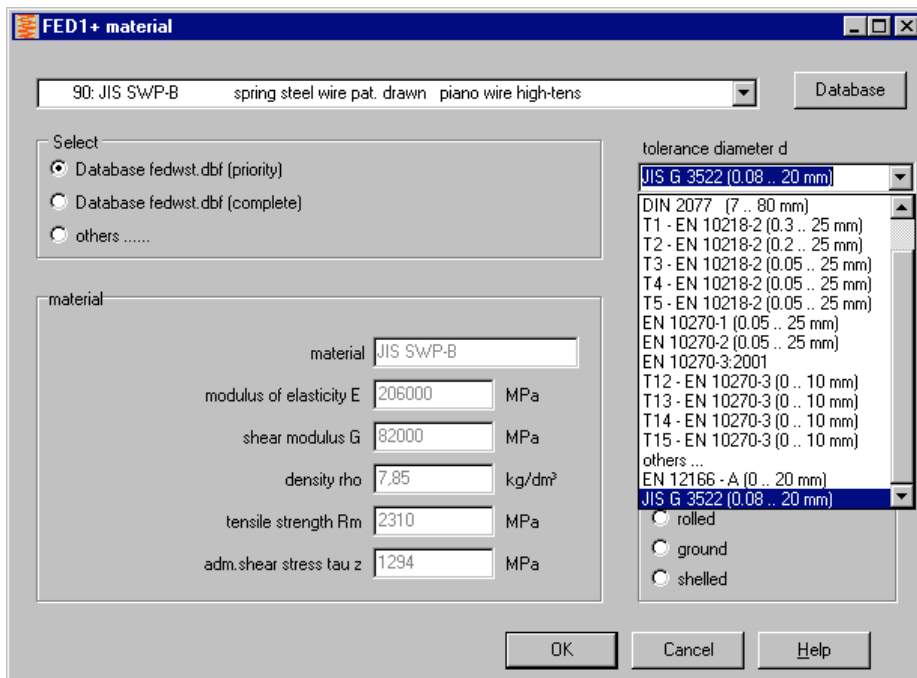 FED1+ material
90: JIS SWP-B spring steel wire pat. drawn piano wire high-tens
Database
Select
Database fedwst.dbf (priority)
Database fedwst.dbf (complete)
others ......
tolerance diameter d
JIS G 3522 (0.08 .. 20 mm)
DIN 2077 (7 .. 80 mm)
T1 - EN 10218-2 (0.3 .. 25 mm)
T2 - EN 10218-2 (0.2 .. 25 mm)
T3 - EN 10218-2 (0.05 .. 25 mm)
T4 - EN 10218-2 (0.05 .. 25 mm)
T5 - EN 10218-2 (0.05 .. 25 mm)
EN 10270-1 (0.05 .. 25 mm)
EN 10270-2 (0.05 .. 25 mm)
EN 10270-3:2001
T12 - EN 10270-3 (0 .. 10 mm)
T13 - EN 10270-3 (0 .. 10 mm)
T14 - EN 10270-3 (0 .. 10 mm)
T15 - EN 10270-3 (0 .. 10 mm)
others ...
EN 12166 - A (0 .. 20 mm)
JIS G 3522 (0.08 .. 20 mm)
rolled
ground
shelled
material
material JIS SWP-B
modulus of elasticity E 206000 MPa
shear modulus G 82000 MPa
density rho 7,85 kg/dm³
tensile strength Rm 2310 MPa
adm.shear stress tau z 1294 MPa
OK
Cancel
Help